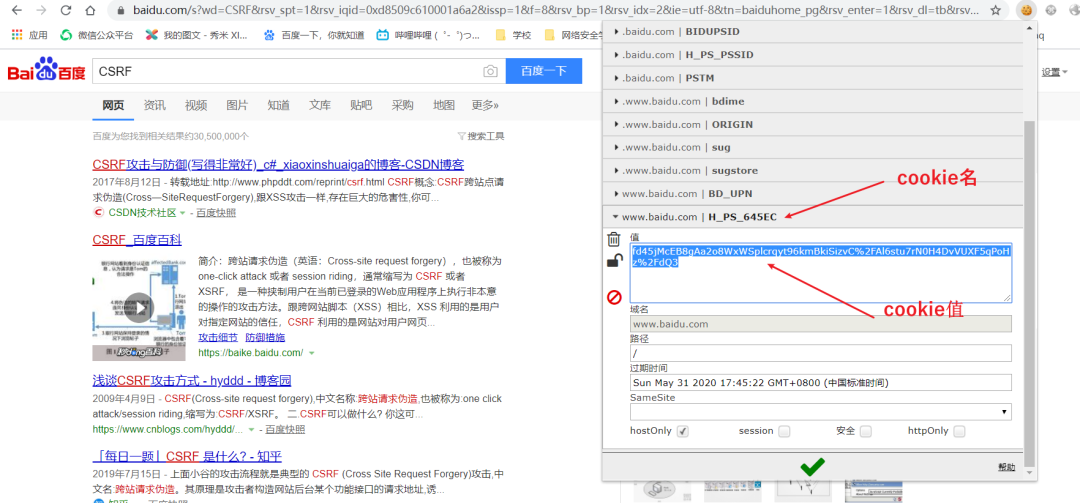 baidu.com/s?wd=CSRF&rsv_spt=1&rsv_iqid=0xd8509c610001a6a2&issp=1&f=8&rsv_bp=1&rsv_idx=2&ie=utf-8&tn=baiduhome_pg&rsv_enter=1&rsv_dl=tb&rsv...
应用 微信公众平台 我的图文 - 秀米 XI... 百度一下，你就知道 哔哩哔哩 ( ゜- ゜)つ... 学校 网络安全
Bai du 百度 CSRF 百度一下 设置
网页 资讯 视频 图片 知道 文库 贴吧 采购 地图 更多»
百度为您找到相关结果约30,500,000个 搜索工具
CSRF攻击与防御(写得非常好)_c#_xiaoxinshuaiga的博客-CSDN博客
2017年8月12日 - 转载地址:http://www.phpddt.com/reprint/csrf.html CSRF概念:CSRF跨站点请
求伪造(Cross—SiteRequestForgery),跟XSS攻击一样,存在巨大的危害性,你可...
CSDN技术社区 - 百度快照
CSRF_百度百科
简介：跨站请求伪造（英语：Cross-site request forgery），也被称为
one-click attack 或者 session riding，通常缩写为 CSRF 或者
XSRF， 是一种挟制用户在当前已登录的Web应用程序上执行非本意
的操作的攻击方法。跟跨网站脚本（XSS）相比，XSS 利用的是用户
对指定网站的信任，CSRF 利用的是网站对用户网页...
攻击细节 防御措施
https://baike.baidu.com/
秒懂百科
浅谈CSRF攻击方式 - hyddd - 博客园
2009年4月9日 - CSRF(Cross-site request forgery),中文名称:跨站请求伪造,也被称为:one click
attack/session riding,缩写为:CSRF/XSRF。 二.CSRF可以做什么? 你这可...
https://www.cnblogs.com/hyddd/... - 百度快照
「每日一题」CSRF 是什么? - 知乎
2019年7月15日 - 上面小谷的攻击流程就是典型的 CSRF (Cross Site Request Forgery)攻击,中
文名:跨站请求伪造。其原理是攻击者构造网站后台某个功能接口的请求地址,诱...
.baidu.com | BIDUPSID
.baidu.com | H_PS_PSSID
.baidu.com | PSTM
.www.baidu.com | bdime
.www.baidu.com | ORIGIN
.www.baidu.com | sug
.www.baidu.com | sugstore
www.baidu.com | BD_UPN
www.baidu.com | H_PS_645EC
cookie名
值
fd45jMcEB8gAa2o8WxWSplcrqyt96kmBkiSizvC%2FAl6stu7rN0H4DvVUXF5qPoH
z%2FdQ3
cookie值
域名
www.baidu.com
路径
/
过期时间
Sun May 31 2020 17:45:22 GMT+0800 (中国标准时间)
SameSite
hostOnly session 安全 httpOnly
帮助